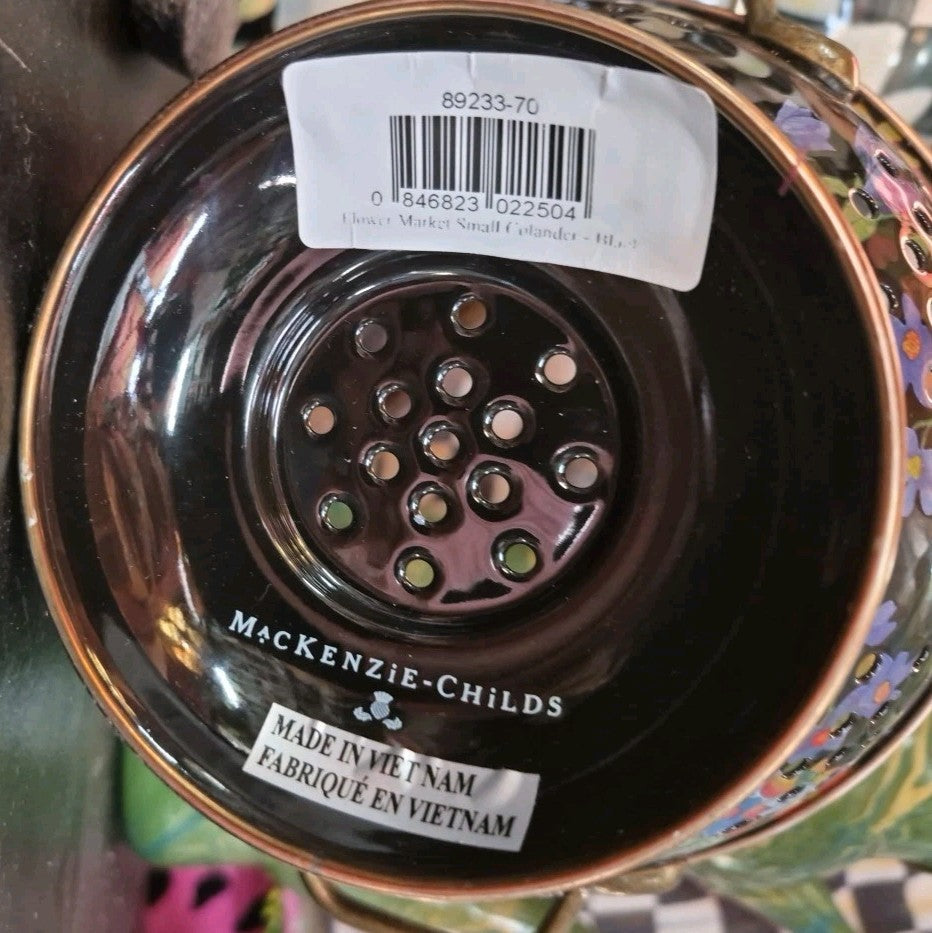 89233-70
0 846823 022504
Flower Market Small Colander -
MACKENZiE-CHiLDS
MADE IN VIET NAM
FABRIQUÉ EN VIETNAM